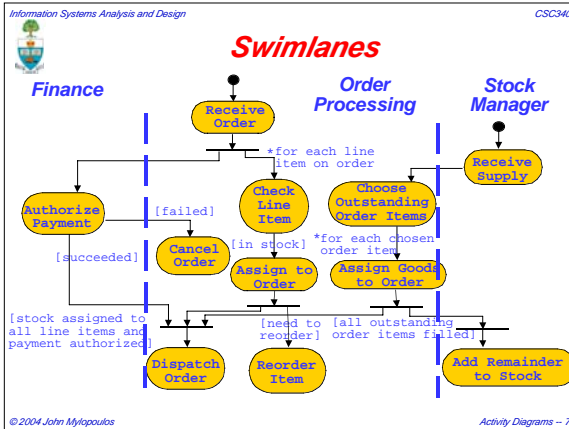 Information Systems Analysis and Design
CSC340
Swimlanes
Finance
Order
Processing
Stock
Manager
Receive
Order
*for each line
item on order
Receive
Supply
Check
Line
Item
Choose
Outstanding
Order Items
Authorize
Payment
[failed]
Cancel
Order
[in stock]
*for each chosen
order item
[succeeded]
Assign to
Order
Assign Goods
to Order
[stock assigned to
all line items and
payment authorized]
[need to
reorder]
[all outstanding
order items filled]
Dispatch
Order
Reorder
Item
Add Remainder
to Stock
© 2004 John Mylopoulos
Activity Diagrams -- 7